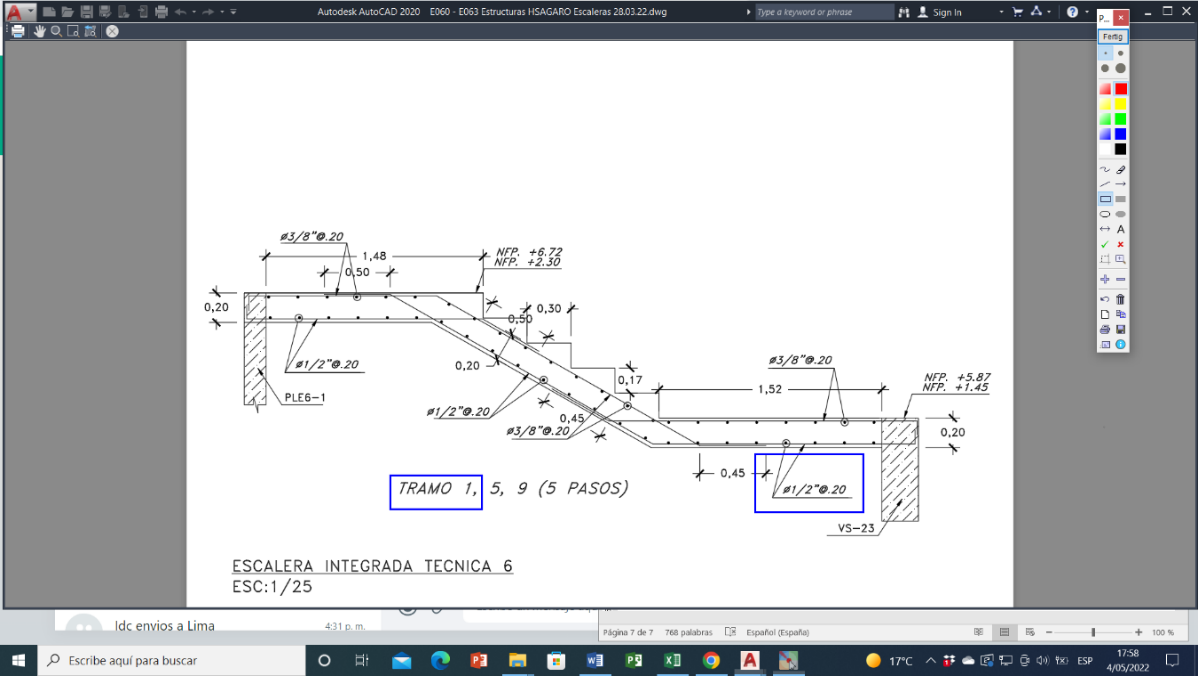 Autodesk AutoCAD 2020 E060 - E063 Estructuras HSAGARO Escaleras 28.03.22.dwg
Type a keyword or phrase
Sign In
P...
Fertig
ø3/8"@.20
1,48
0,50
NFP. +6.72
NFP. +2.30
0,20
0,30
0,50
ø1/2"@.20
0,20
PLE6-1
0,17
ø3/8"@.20
1,52
NFP. +5.87
NFP. +1.45
ø1/2"@.20
0,45
ø3/8"@.20
0,20
0,45
ø1/2"@.20
TRAMO 1, 5, 9 (5 PASOS)
VS-23
ESCALERA INTEGRADA TECNICA 6
ESC:1/25
Idc envios a Lima
4:31 p. m.
Página 7 de 7 768 palabras Español (España)
100 %
Escribe aquí para buscar
17°C
ESP
17:58
4/05/2022